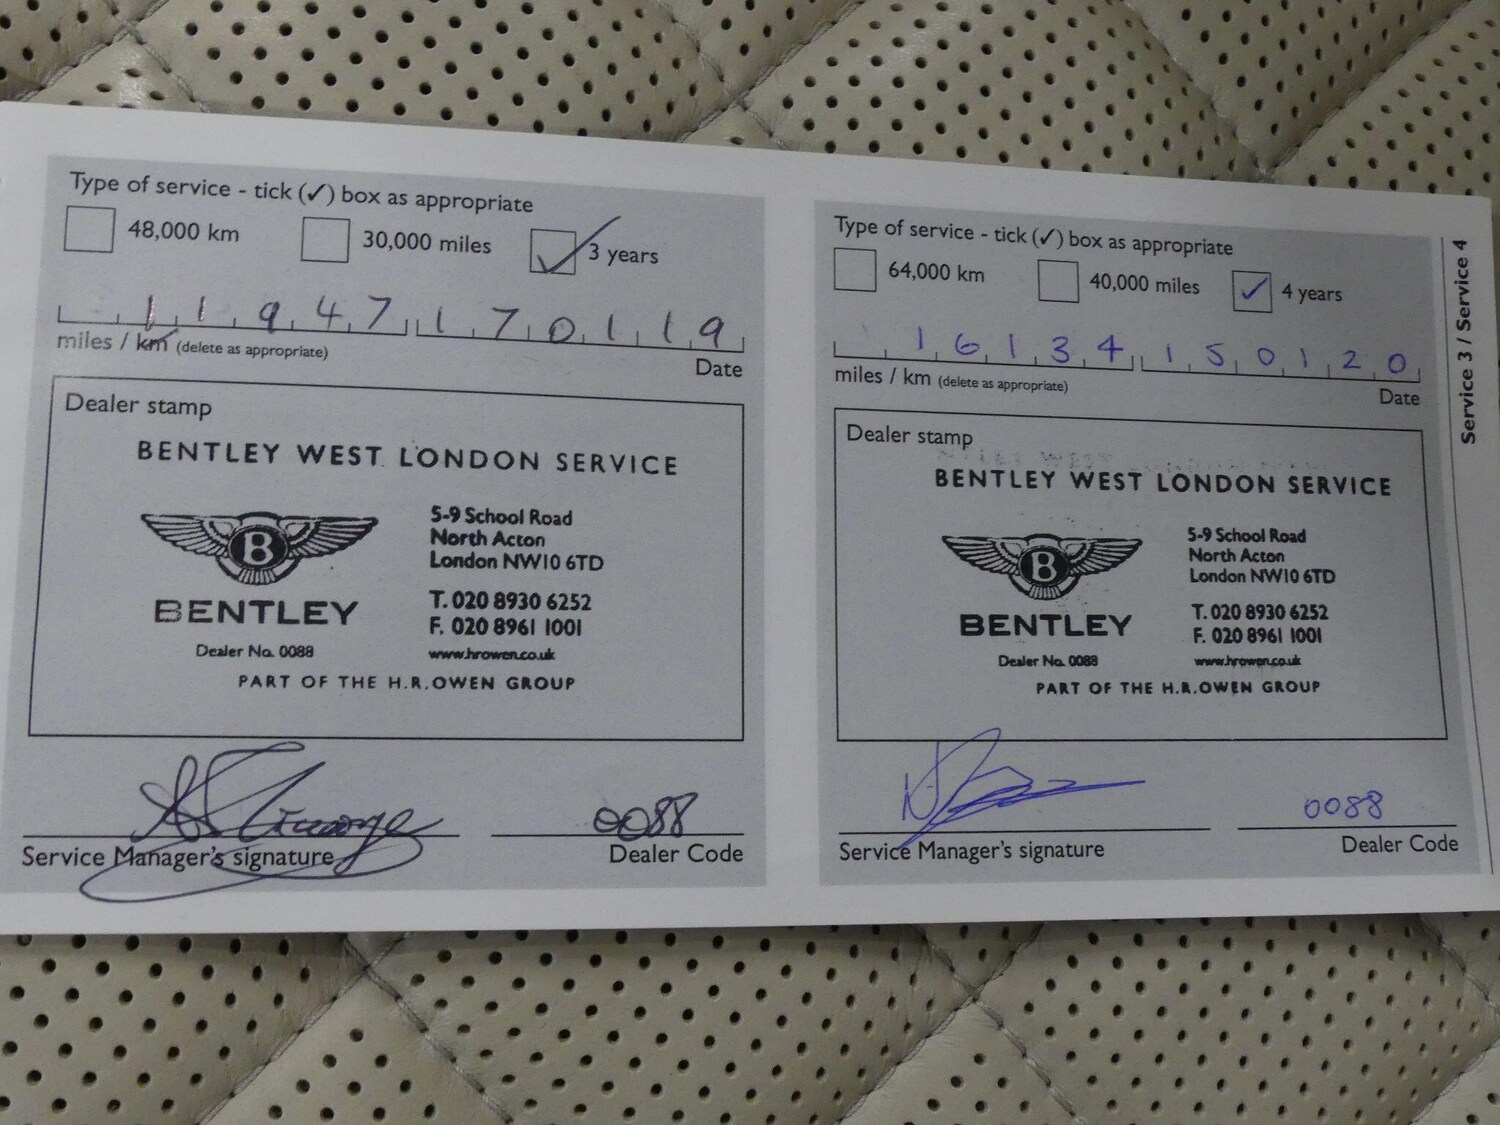 Type of service - tick (✓) box as appropriate
48,000 km 30,000 miles ✓ 3 years
11947 170119
miles / km (delete as appropriate)
Date
Dealer stamp
BENTLEY WEST LONDON SERVICE
5-9 School Road
North Acton
London NW10 6TD
B
T. 020 8930 6252
BENTLEY
F. 020 8961 1001
Dealer No. 0088
www.hrowen.co.uk
PART OF THE H.R.OWEN GROUP
0088
Service Manager's signature
Dealer Code
Type of service - tick (✓) box as appropriate
64,000 km 40,000 miles ✓ 4 years
16134 150120
miles / km (delete as appropriate)
Date
Dealer stamp
BENTLEY WEST LONDON SERVICE
5-9 School Road
North Acton
London NW10 6TD
B
T. 020 8930 6252
BENTLEY
F. 020 8961 1001
Dealer No. 0088
www.hrowen.co.uk
PART OF THE H.R.OWEN GROUP
0088
Service Manager's signature
Dealer Code
Service 3 / Service 4